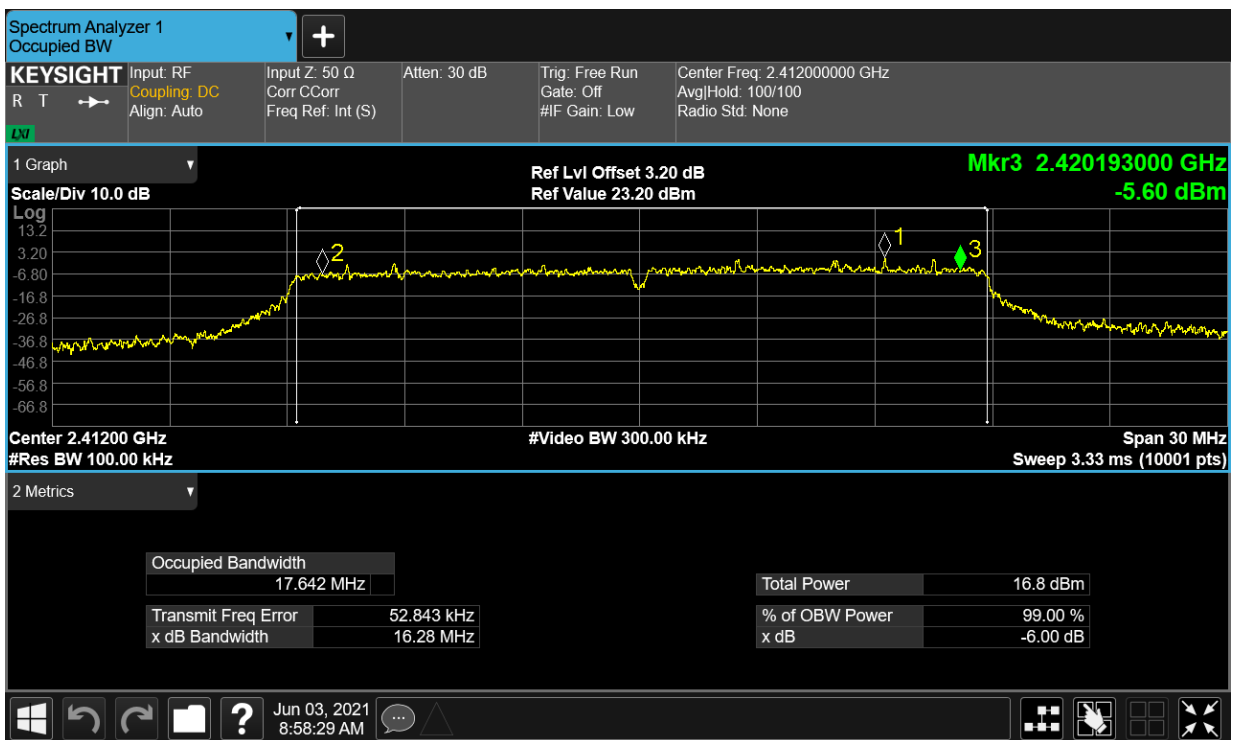 Spectrum Analyzer 1
Occupied BW
KEYSIGHT
R T
LXI
Input: RF
Coupling: DC
Align: Auto
Input Z: 50 Ω
Corr CCorr
Freq Ref: Int (S)
Atten: 30 dB
Trig: Free Run
Gate: Off
#IF Gain: Low
Center Freq: 2.412000000 GHz
Avg|Hold: 100/100
Radio Std: None
1 Graph
Scale/Div 10.0 dB
Ref Lvl Offset 3.20 dB
Ref Value 23.20 dBm
Mkr3 2.420193000 GHz
-5.60 dBm
Log
13.2
3.20
-6.80
-16.8
-26.8
-36.8
-46.8
-56.8
-66.8
2
1
3
Center 2.41200 GHz
#Res BW 100.00 kHz
#Video BW 300.00 kHz
Span 30 MHz
Sweep 3.33 ms (10001 pts)
2 Metrics
Occupied Bandwidth
17.642 MHz
Transmit Freq Error 52.843 kHz
x dB Bandwidth 16.28 MHz
Total Power 16.8 dBm
% of OBW Power 99.00 %
x dB -6.00 dB
?
Jun 03, 2021
8:58:29 AM